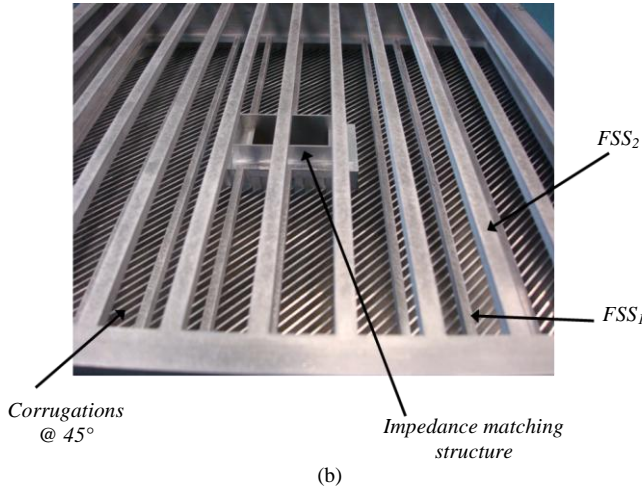 FSS2
FSS1
Corrugations
@ 45°
Impedance matching
structure
(b)